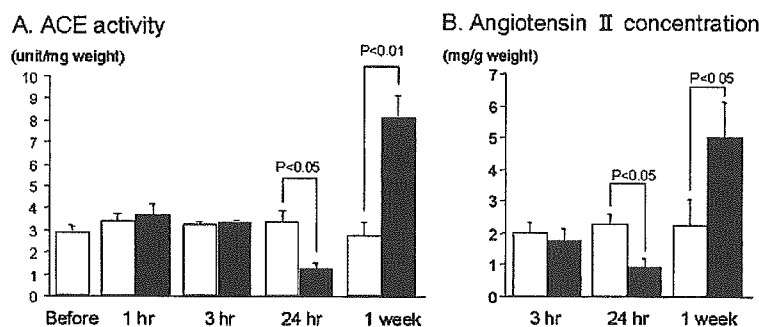 A. ACE activity
(unit/mg weight)
10
9
8
7
6
5
4
3
2
1
0
P<0.05
P<0.01
Before 1 hr 3 hr 24 hr 1 week
B. Angiotensin II concentration
(mg/g weight)
7
6
5
4
3
2
1
0
P<0.05
P<0 05
3 hr 24 hr 1 week